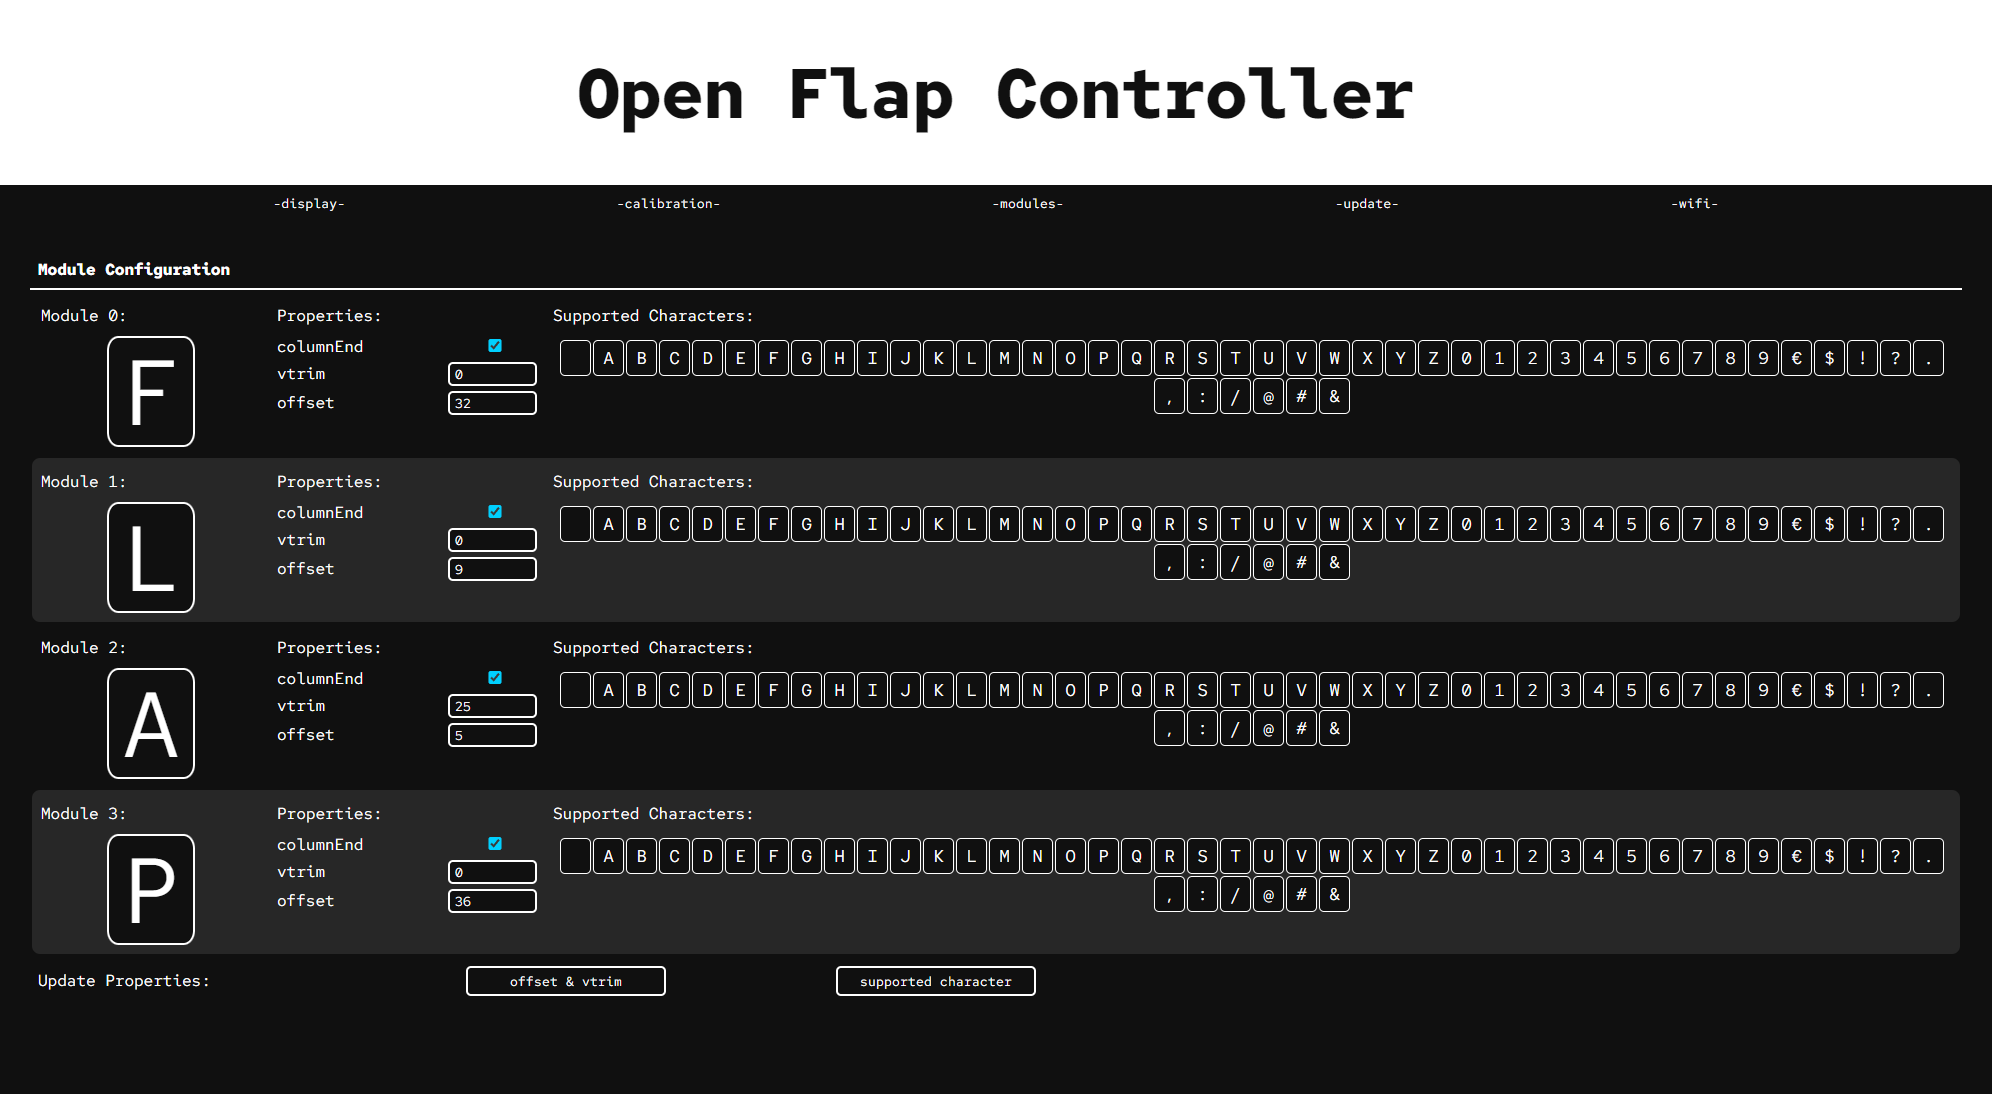 Open Flap Controller
-display- -calibration- -modules- -update- -wifi-
Module Configuration
Module 0: Properties: Supported Characters:
F
columnEnd
vtrim 0
offset 32
A B C D E F G H I J K L M N O P Q R S T U V W X Y Z 0 1 2 3 4 5 6 7 8 9 € $ ! ? .
, : / @ # &
Module 1: Properties: Supported Characters:
L
columnEnd
vtrim 0
offset 9
A B C D E F G H I J K L M N O P Q R S T U V W X Y Z 0 1 2 3 4 5 6 7 8 9 € $ ! ? .
, : / @ # &
Module 2: Properties: Supported Characters:
A
columnEnd
vtrim 25
offset 5
A B C D E F G H I J K L M N O P Q R S T U V W X Y Z 0 1 2 3 4 5 6 7 8 9 € $ ! ? .
, : / @ # &
Module 3: Properties: Supported Characters:
P
columnEnd
vtrim 0
offset 36
A B C D E F G H I J K L M N O P Q R S T U V W X Y Z 0 1 2 3 4 5 6 7 8 9 € $ ! ? .
, : / @ # &
Update Properties: offset & vtrim supported character